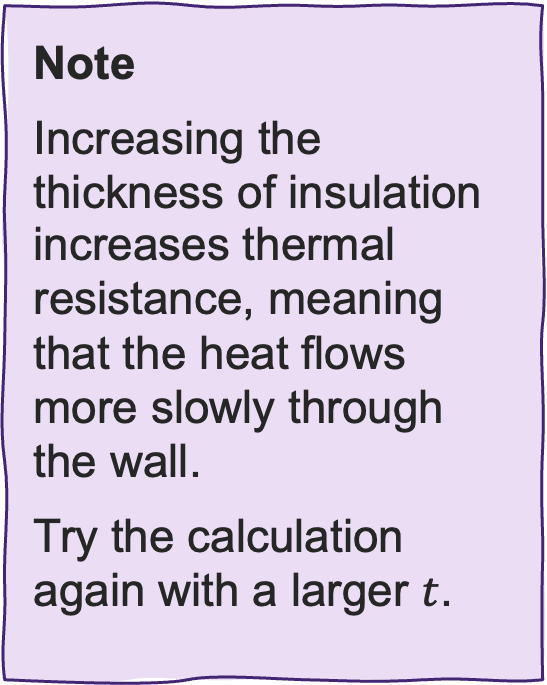 Note
Increasing the
thickness of insulation
increases thermal
resistance, meaning
that the heat flows
more slowly through
the wall.
Try the calculation
again with a larger t.